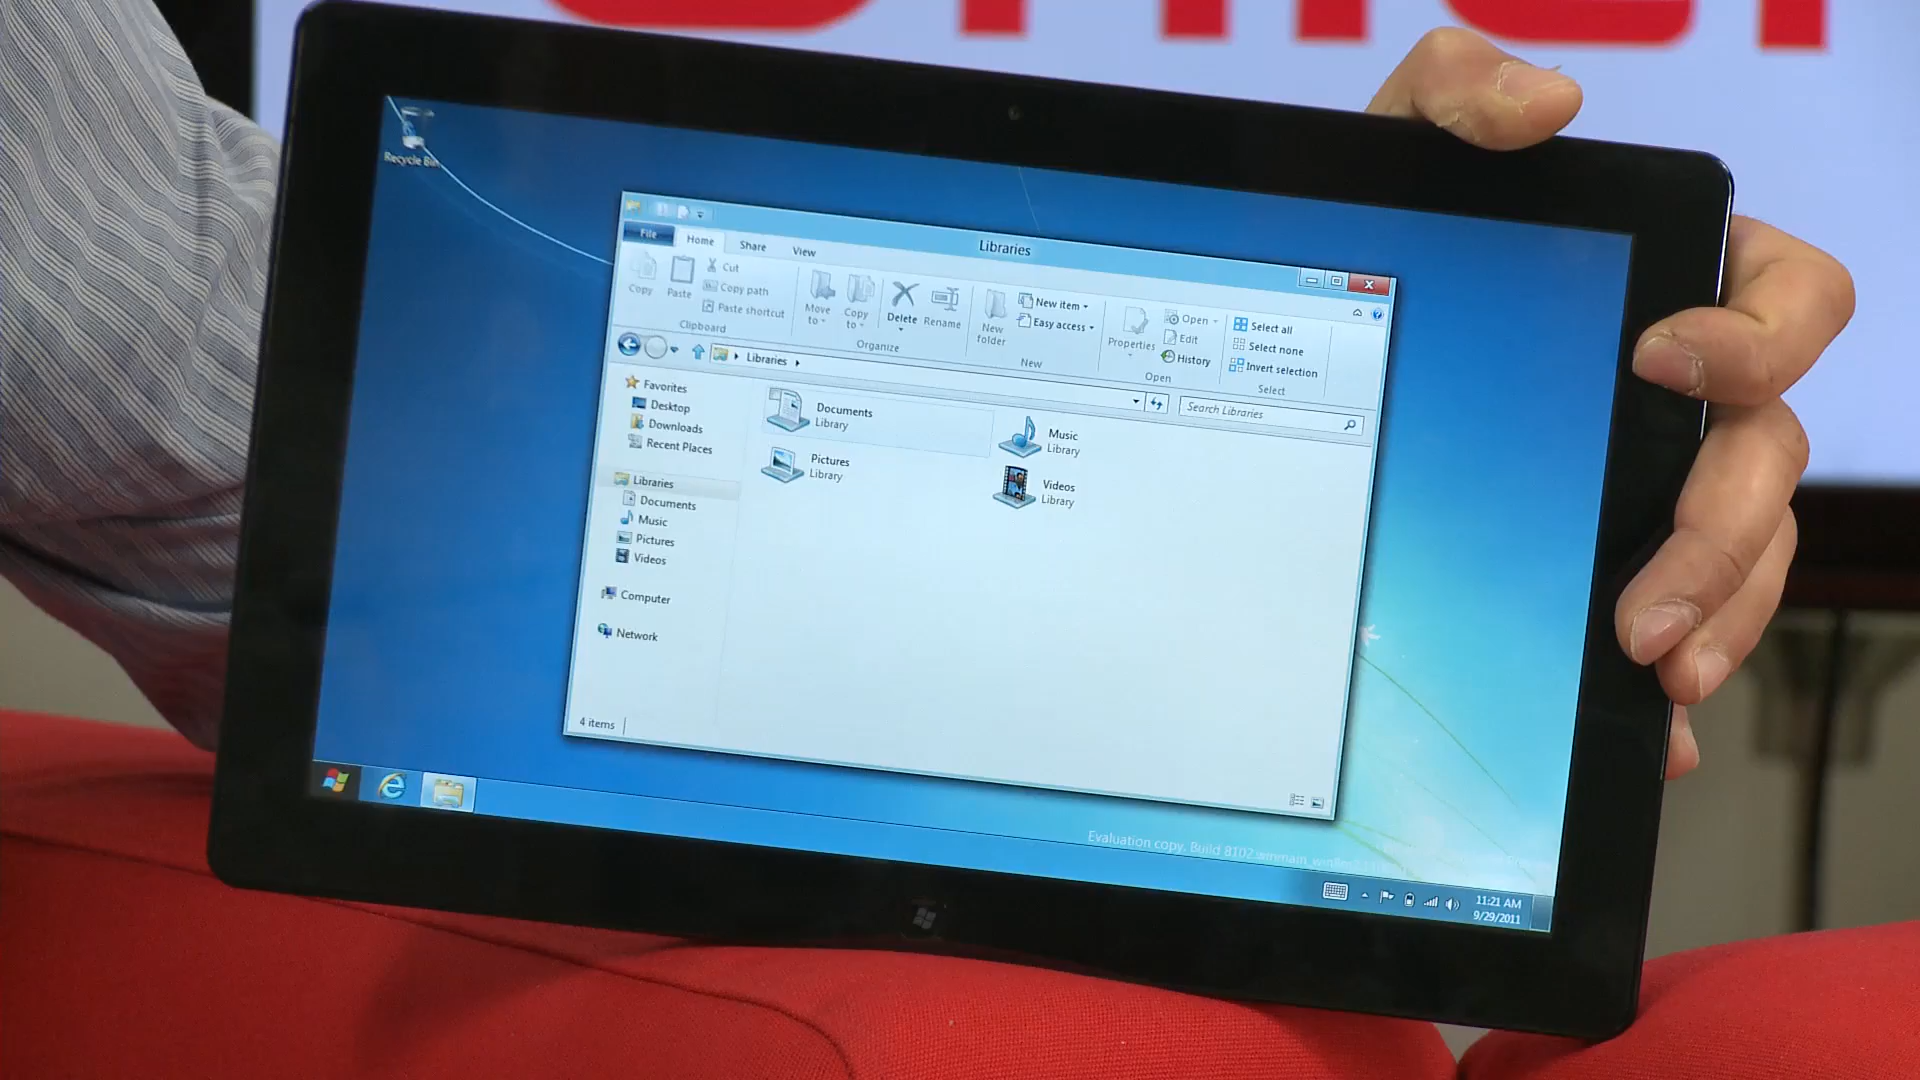 Recycle Bin
Libraries
File Home Share View
Copy
Paste
Cut
Copy path
Paste shortcut
Clipboard
Move to
Copy to
Delete
Rename
Organize
New folder
New item
Easy access
New
Properties
Open
Edit
History
Open
Select all
Select none
Invert selection
Select
Libraries
Search Libraries
Favorites
Desktop
Downloads
Recent Places
Libraries
Documents
Music
Pictures
Videos
Computer
Network
Documents
Library
Music
Library
Pictures
Library
Videos
Library
4 items
Evaluation copy. Build 8102
11:21 AM
9/29/2011